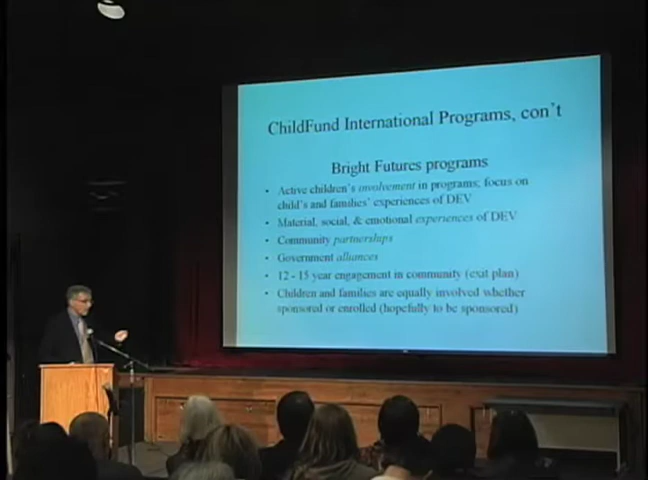 ChildFund International Programs, con't
Bright Futures programs
• Active children's involvement in programs; focus on
child's and families' experiences of DEV
• Material, social, & emotional experiences of DEV
• Community partnerships
• Government alliances
• 12 - 15 year engagement in community (exit plan)
• Children and families are equally involved whether
sponsored or enrolled (hopefully to be sponsored)